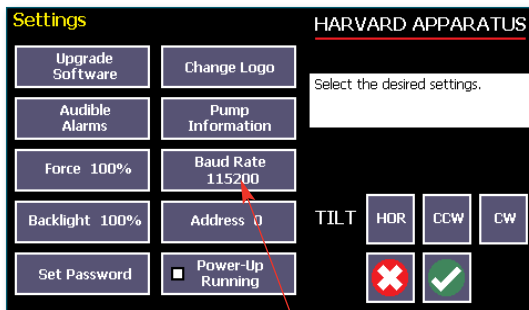 Settings
HARVARD APPARATUS
Upgrade
Software
Change Logo
Select the desired settings.
Audible
Alarms
Pump
Information
Force 100%
Baud Rate
115200
Backlight 100%
Address 0
TILT
HOR
CCW
CW
Set Password
Power-Up
Running